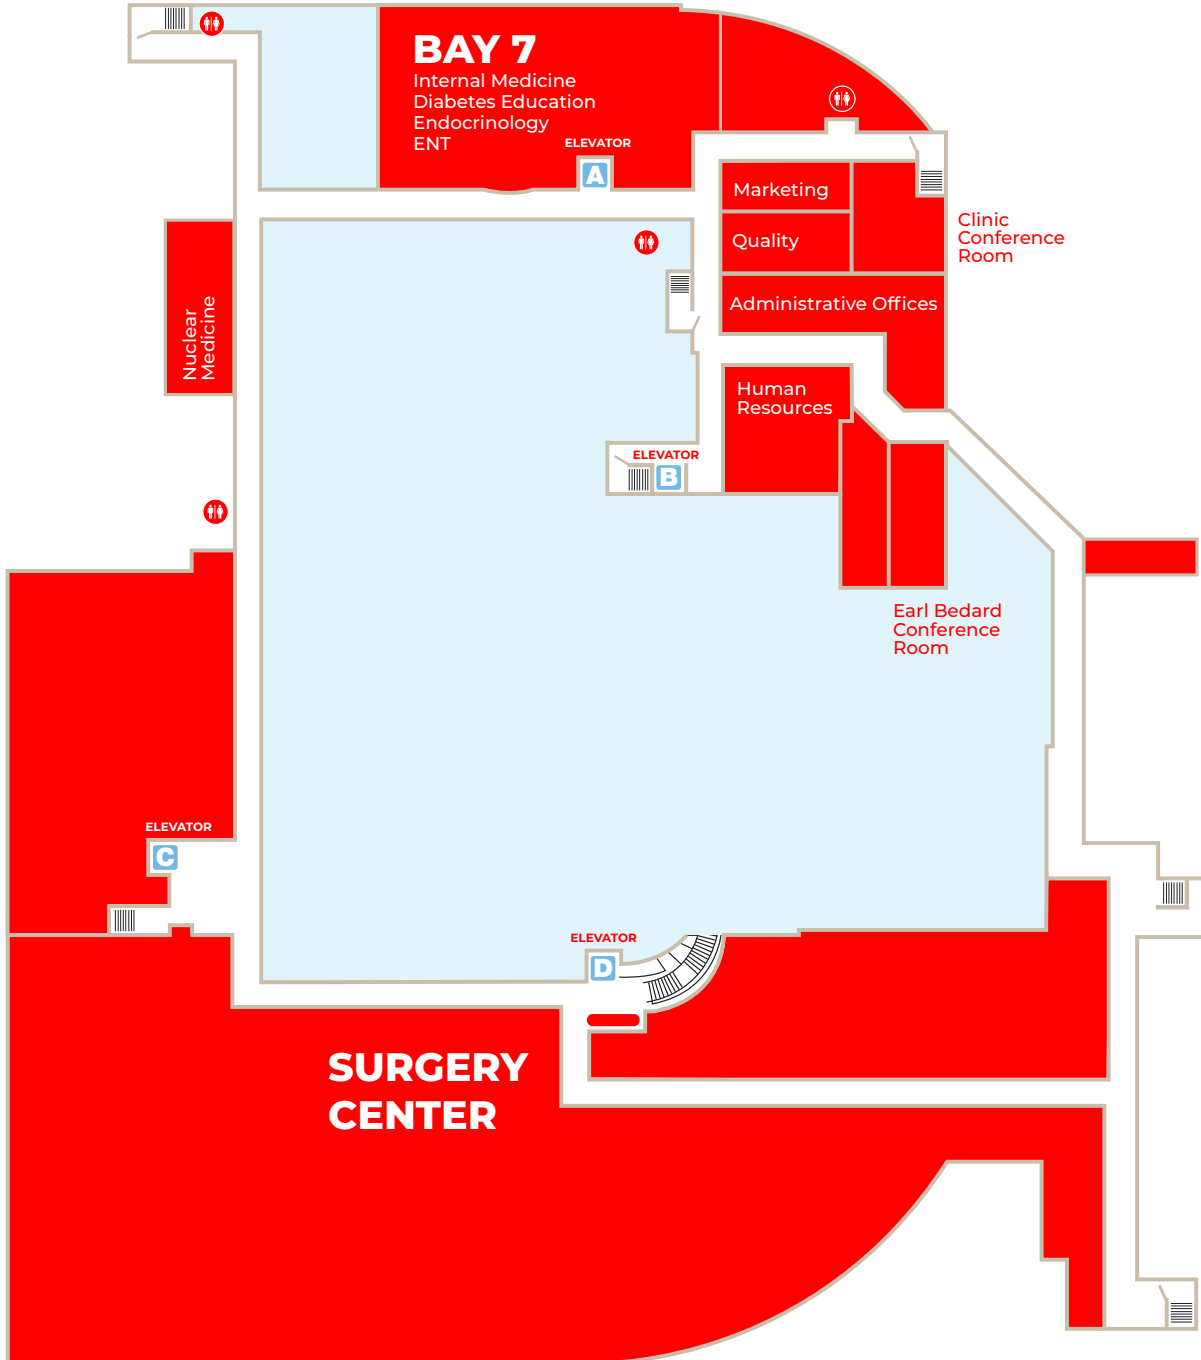 BAY 7
Internal Medicine
Diabetes Education
Endocrinology
ENT
ELEVATOR
A
Marketing
Quality
Clinic
Conference
Room
Administrative Offices
Nuclear
Medicine
Human
Resources
ELEVATOR
B
Earl Bedard
Conference
Room
ELEVATOR
C
ELEVATOR
D
SURGERY
CENTER